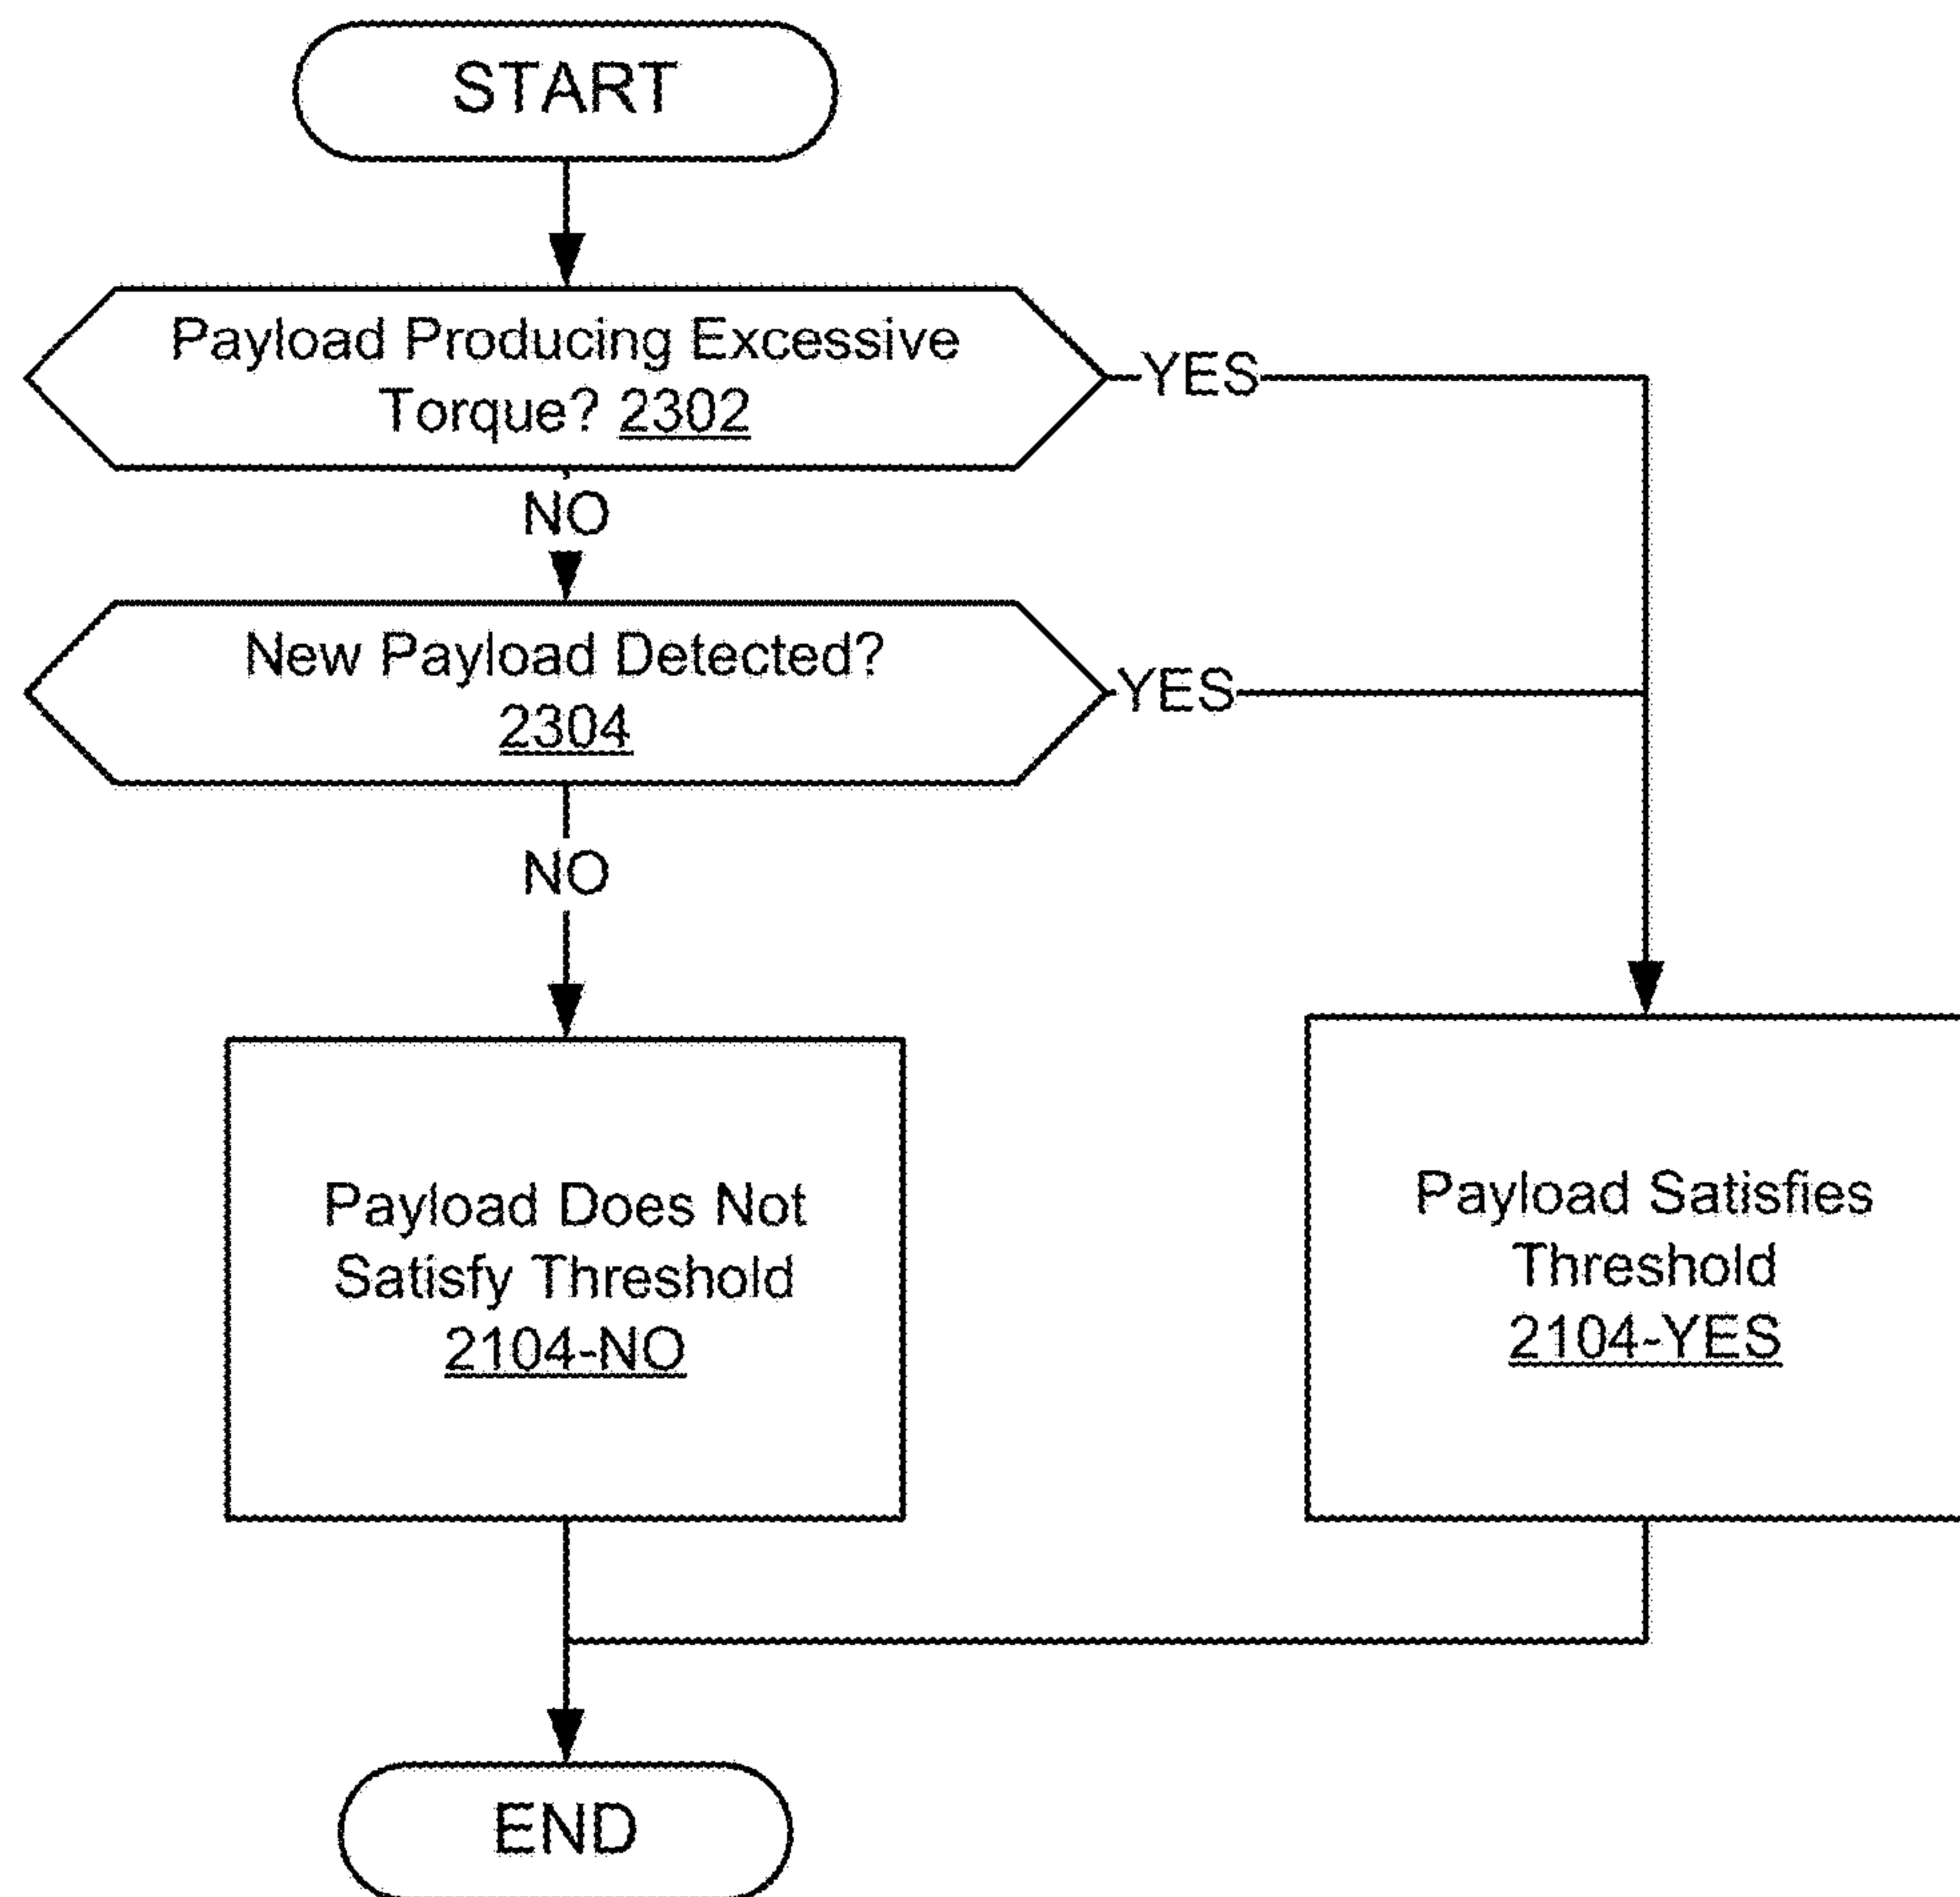 START
Payload Producing Excessive
Torque? 2302
YES
NO
New Payload Detected?
2304
YES
NO
Payload Does Not
Satisfy Threshold
2104-NO
Payload Satisfies
Threshold
2104-YES
END